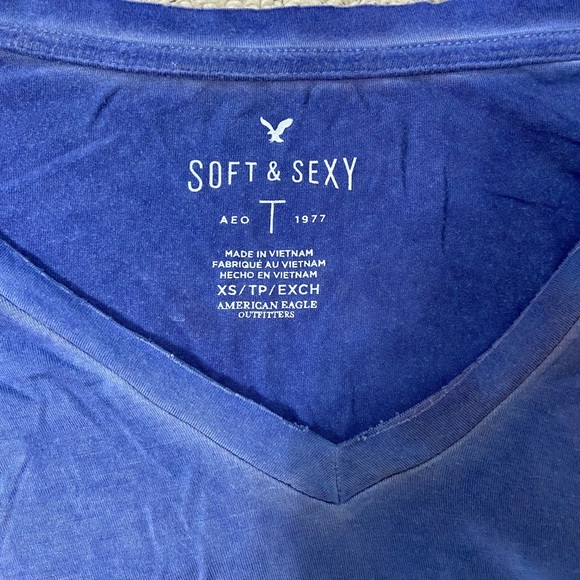 SOFT & SEXY
AEO T 1977
MADE IN VIETNAM
FABRIQUÉ AU VIETNAM
HECHO EN VIETNAM
XS/TP/EXCH
AMERICAN EAGLE
OUTFITTERS